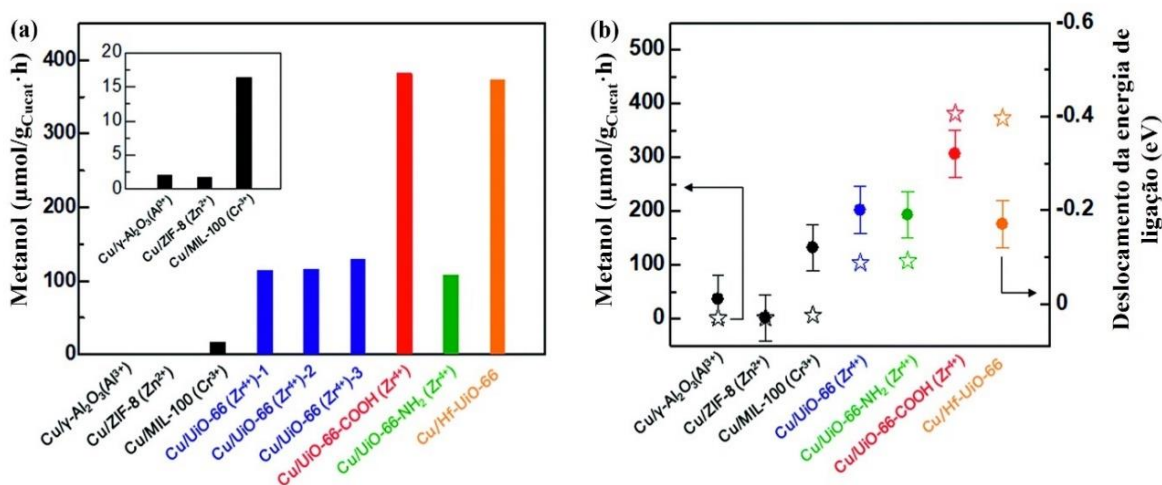 (a)
Metanol (µmol/gCucat·h)
400
300
200
100
0
20
15
10
5
0
Cu/γ-Al2O3(Al³⁺)
Cu/ZIF-8 (Zn²⁺)
Cu/MIL-100 (Cr³⁺)
Cu/γ-Al2O3(Al³⁺)
Cu/ZIF-8 (Zn²⁺)
Cu/MIL-100 (Cr³⁺)
Cu/UiO-66 (Zr⁴⁺)-1
Cu/UiO-66 (Zr⁴⁺)-2
Cu/UiO-66 (Zr⁴⁺)-3
Cu/UiO-66-COOH (Zr⁴⁺)
Cu/UiO-66-NH2 (Zr⁴⁺)
Cu/Hf-UiO-66
(b)
Metanol (µmol/gCucat·h)
500
400
300
200
100
0
-0.6
-0.4
-0.2
0
Deslocamento da energia de
ligação (eV)
Cu/γ-Al2O3(Al³⁺)
Cu/ZIF-8 (Zn²⁺)
Cu/MIL-100 (Cr³⁺)
Cu/UiO-66 (Zr⁴⁺)
Cu/UiO-66-NH2 (Zr⁴⁺)
Cu/UiO-66-COOH (Zr⁴⁺)
Cu/Hf-UiO-66